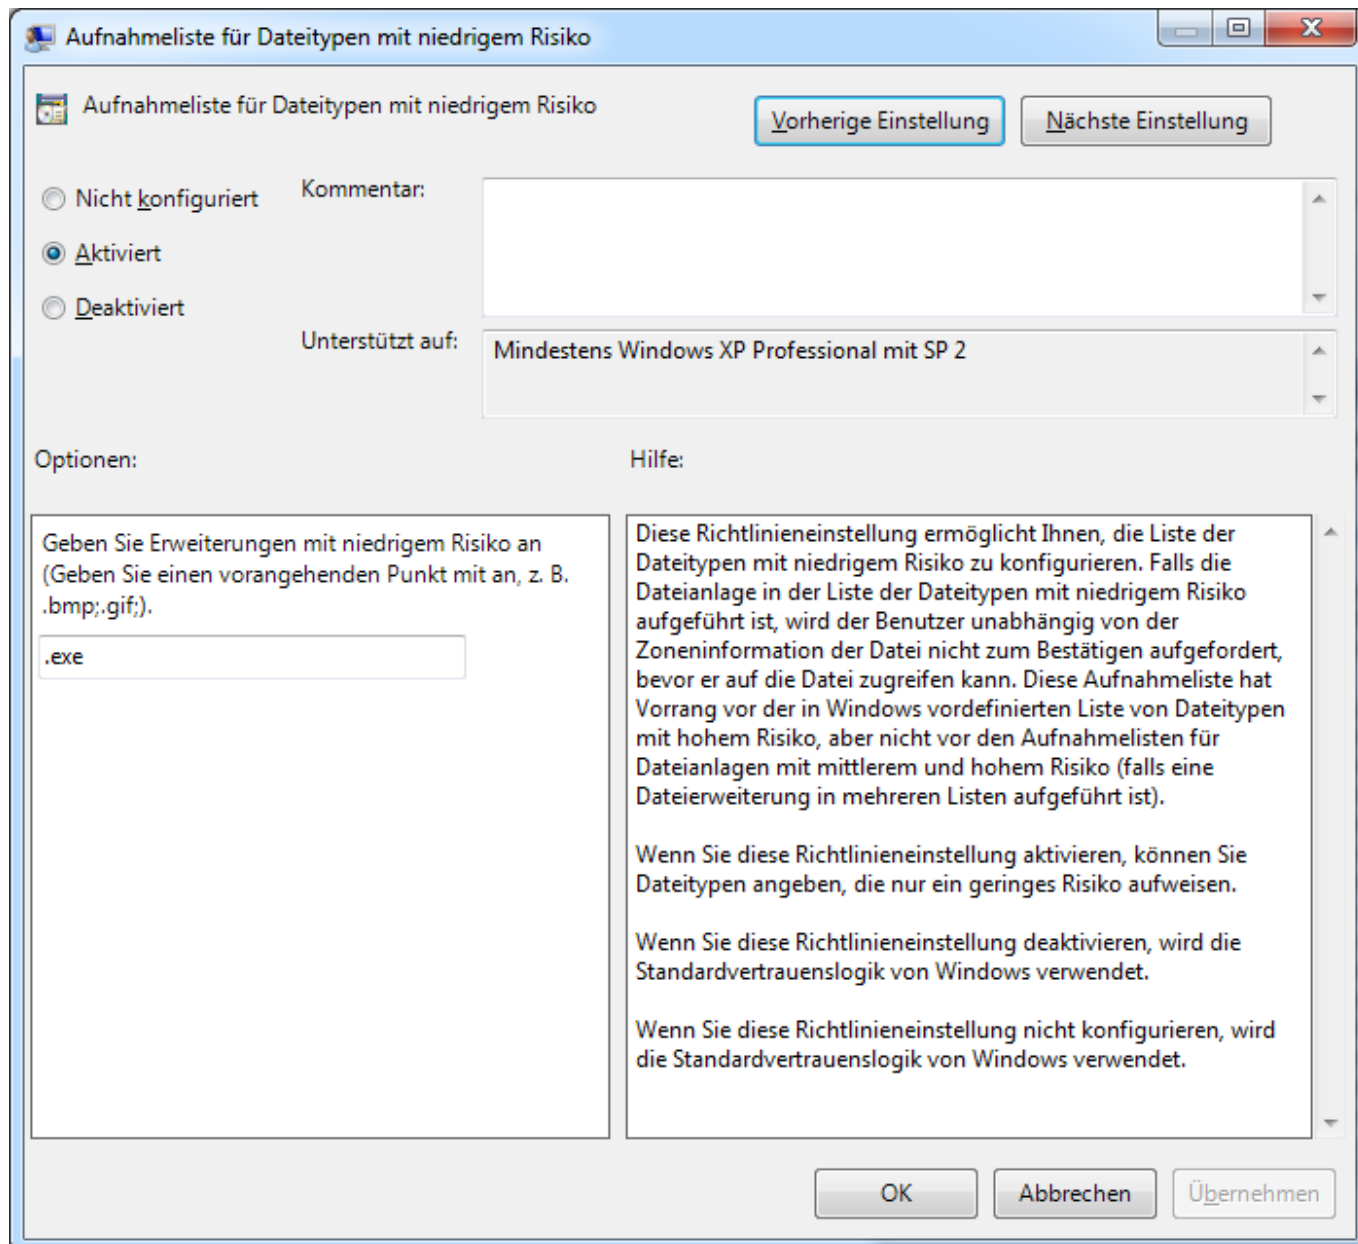 Aufnahmeliste für Dateitypen mit niedrigem Risiko
Aufnahmeliste für Dateitypen mit niedrigem Risiko
Vorherige Einstellung
Nächste Einstellung
Nicht konfiguriert
Kommentar:
Aktiviert
Deaktiviert
Unterstützt auf:
Mindestens Windows XP Professional mit SP 2
Optionen:
Hilfe:
Geben Sie Erweiterungen mit niedrigem Risiko an
(Geben Sie einen vorangehenden Punkt mit an, z. B.
.bmp;.gif;).
.exe
Diese Richtlinieneinstellung ermöglicht Ihnen, die Liste der
Dateitypen mit niedrigem Risiko zu konfigurieren. Falls die
Dateianlage in der Liste der Dateitypen mit niedrigem Risiko
aufgeführt ist, wird der Benutzer unabhängig von der
Zoneninformation der Datei nicht zum Bestätigen aufgefordert,
bevor er auf die Datei zugreifen kann. Diese Aufnahmeliste hat
Vorrang vor der in Windows vordefinierten Liste von Dateitypen
mit hohem Risiko, aber nicht vor den Aufnahmelisten für
Dateianlagen mit mittlerem und hohem Risiko (falls eine
Dateierweiterung in mehreren Listen aufgeführt ist).
Wenn Sie diese Richtlinieneinstellung aktivieren, können Sie
Dateitypen angeben, die nur ein geringes Risiko aufweisen.
Wenn Sie diese Richtlinieneinstellung deaktivieren, wird die
Standardvertrauenslogik von Windows verwendet.
Wenn Sie diese Richtlinieneinstellung nicht konfigurieren, wird
die Standardvertrauenslogik von Windows verwendet.
OK
Abbrechen
Übernehmen